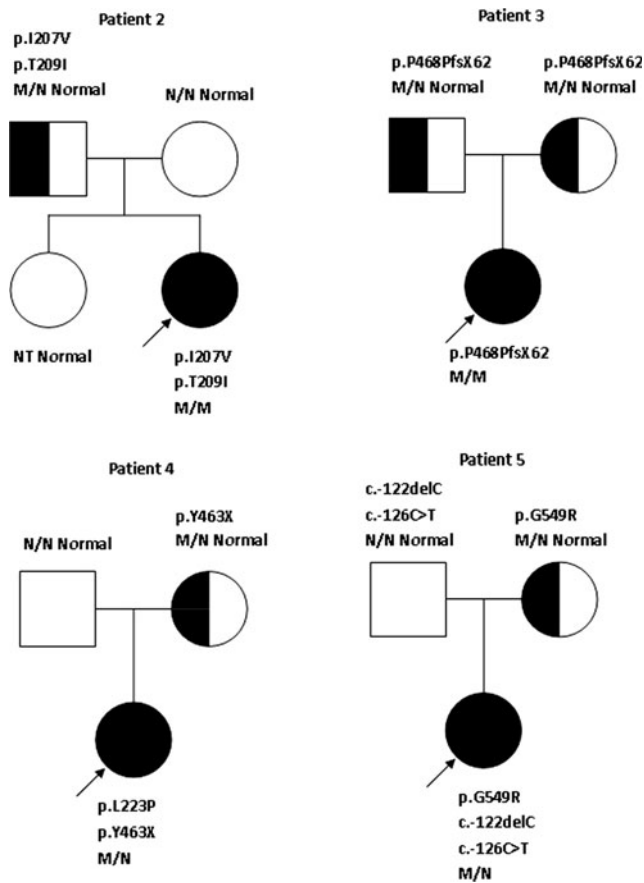 Patient 2
p.I207V
p.T209I
M/N Normal
N/N Normal
NT Normal
p.I207V
p.T209I
M/M
Patient 3
p.P468PfsX62
M/N Normal
p.P468PfsX62
M/N Normal
p.P468PfsX62
M/M
Patient 4
N/N Normal
p.Y463X
M/N Normal
p.L223P
p.Y463X
M/N
Patient 5
c.-122delC
c.-126C>T
N/N Normal
p.G549R
M/N Normal
p.G549R
c.-122delC
c.-126C>T
M/N